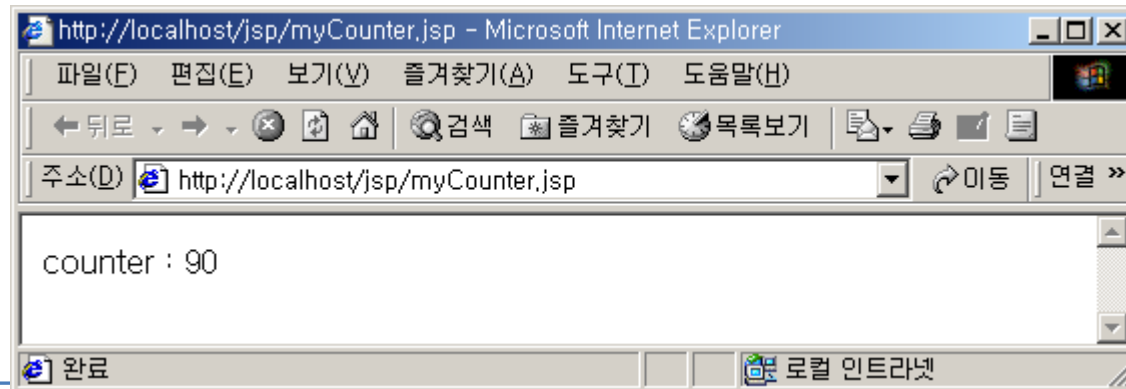 http://localhost/jsp/myCounter.jsp - Microsoft Internet Explorer
파일(F) 편집(E) 보기(V) 즐겨찾기(A) 도구(T) 도움말(H)
뒤로 검색 즐겨찾기 목록보기
주소(D) http://localhost/jsp/myCounter.jsp 이동 연결 »
counter : 90
완료 로컬 인트라넷